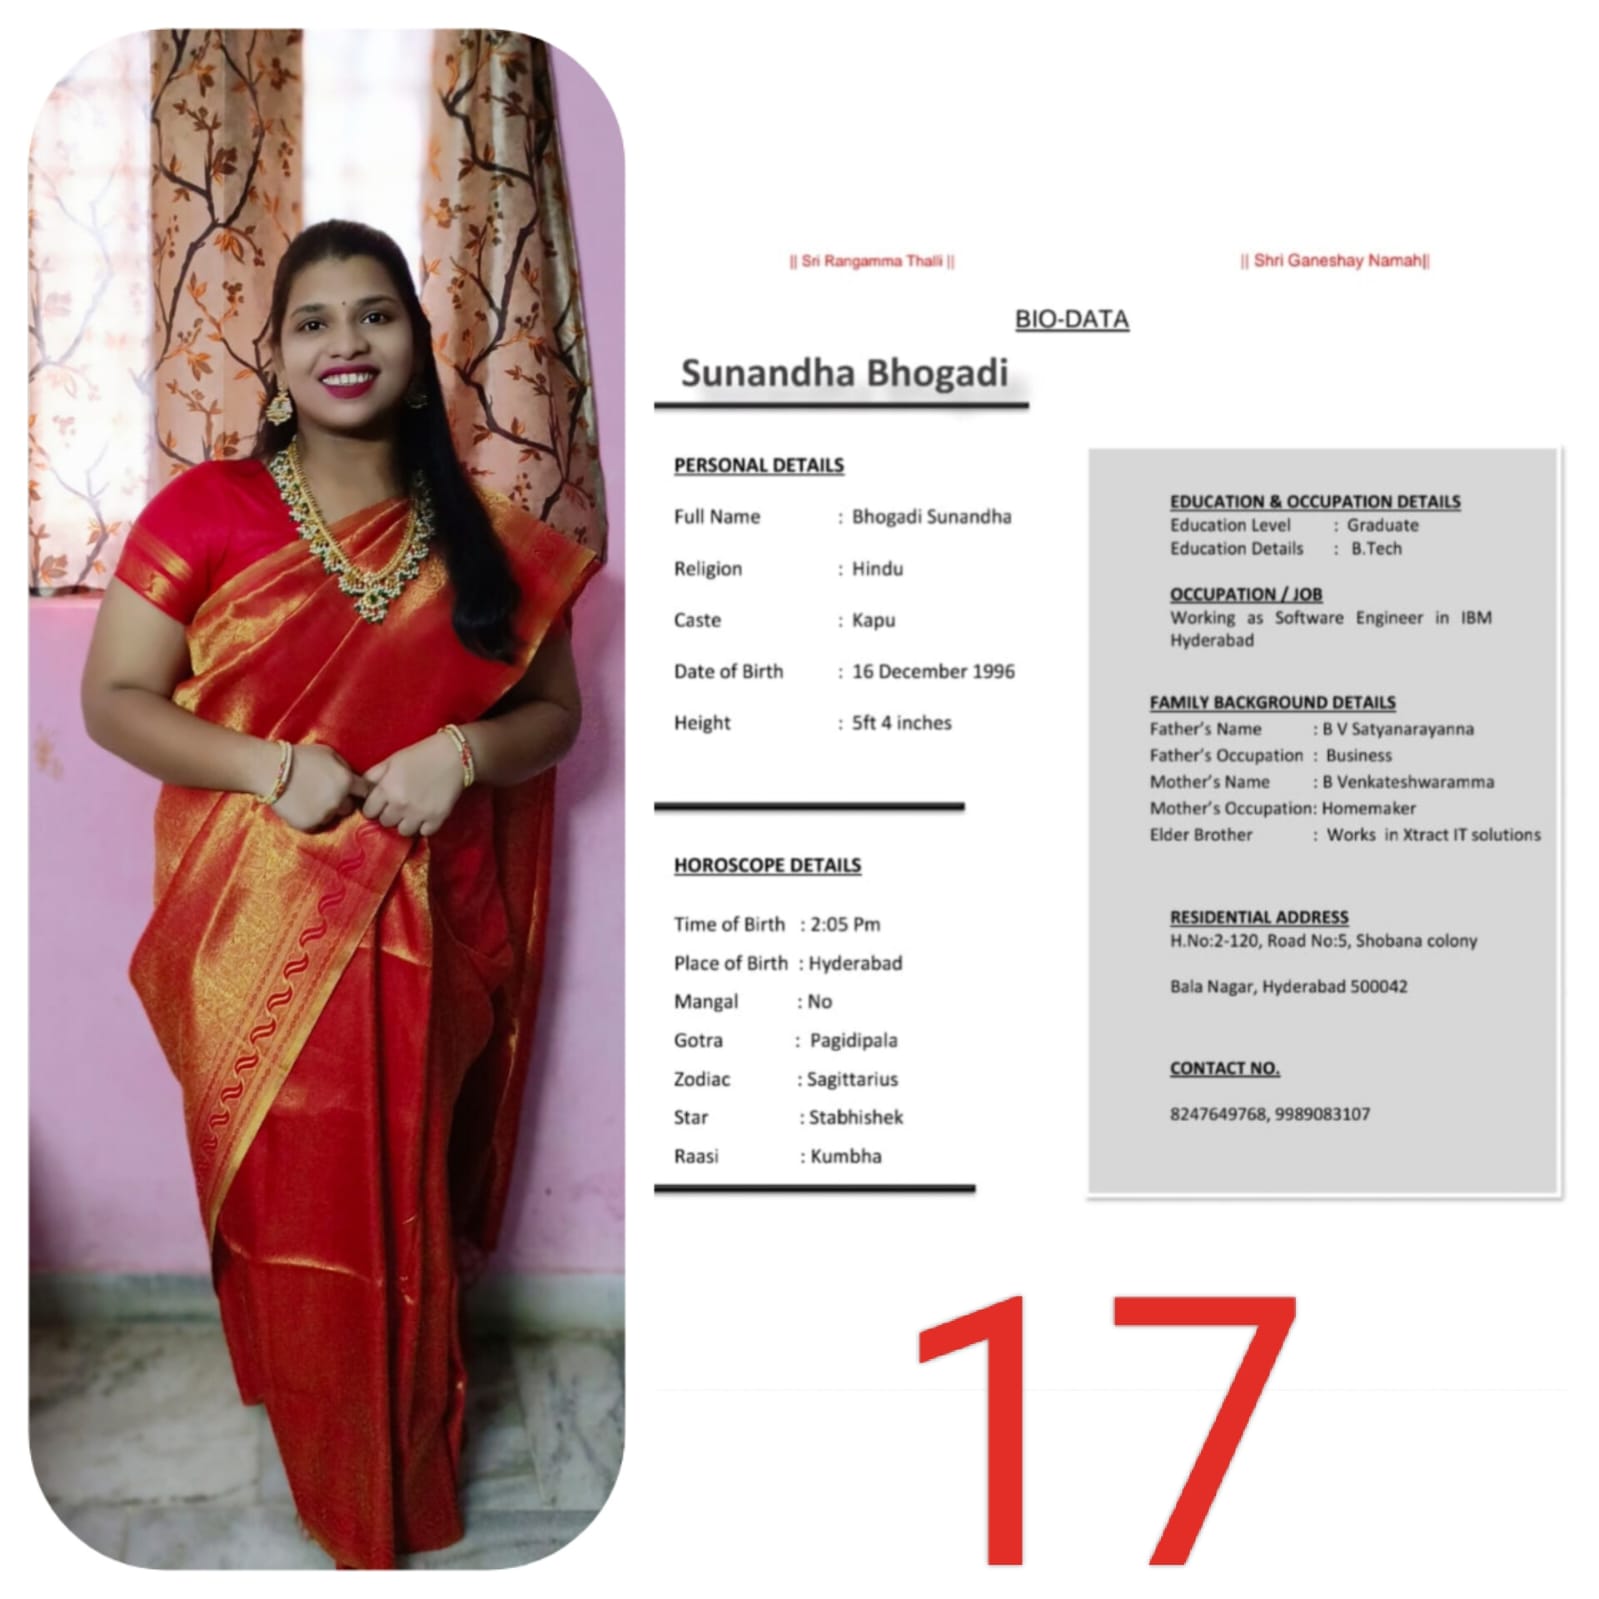 || Sri Rangamma Thalli || || Shri Ganeshay Namah||
BIO-DATA
Sunandha Bhogadi
PERSONAL DETAILS
Full Name : Bhogadi Sunandha
Religion : Hindu
Caste : Kapu
Date of Birth : 16 December 1996
Height : 5ft 4 inches
HOROSCOPE DETAILS
Time of Birth : 2:05 Pm
Place of Birth : Hyderabad
Mangal : No
Gotra : Pagidipala
Zodiac : Sagittarius
Star : Stabhishek
Raasi : Kumbha
EDUCATION & OCCUPATION DETAILS
Education Level : Graduate
Education Details : B.Tech
OCCUPATION / JOB
Working as Software Engineer in IBM
Hyderabad
FAMILY BACKGROUND DETAILS
Father's Name : B V Satyanarayanna
Father's Occupation : Business
Mother's Name : B Venkateshwaramma
Mother's Occupation: Homemaker
Elder Brother : Works in Xtract IT solutions
RESIDENTIAL ADDRESS
H.No:2-120, Road No:5, Shobana colony
Bala Nagar, Hyderabad 500042
CONTACT NO.
8247649768, 9989083107
17